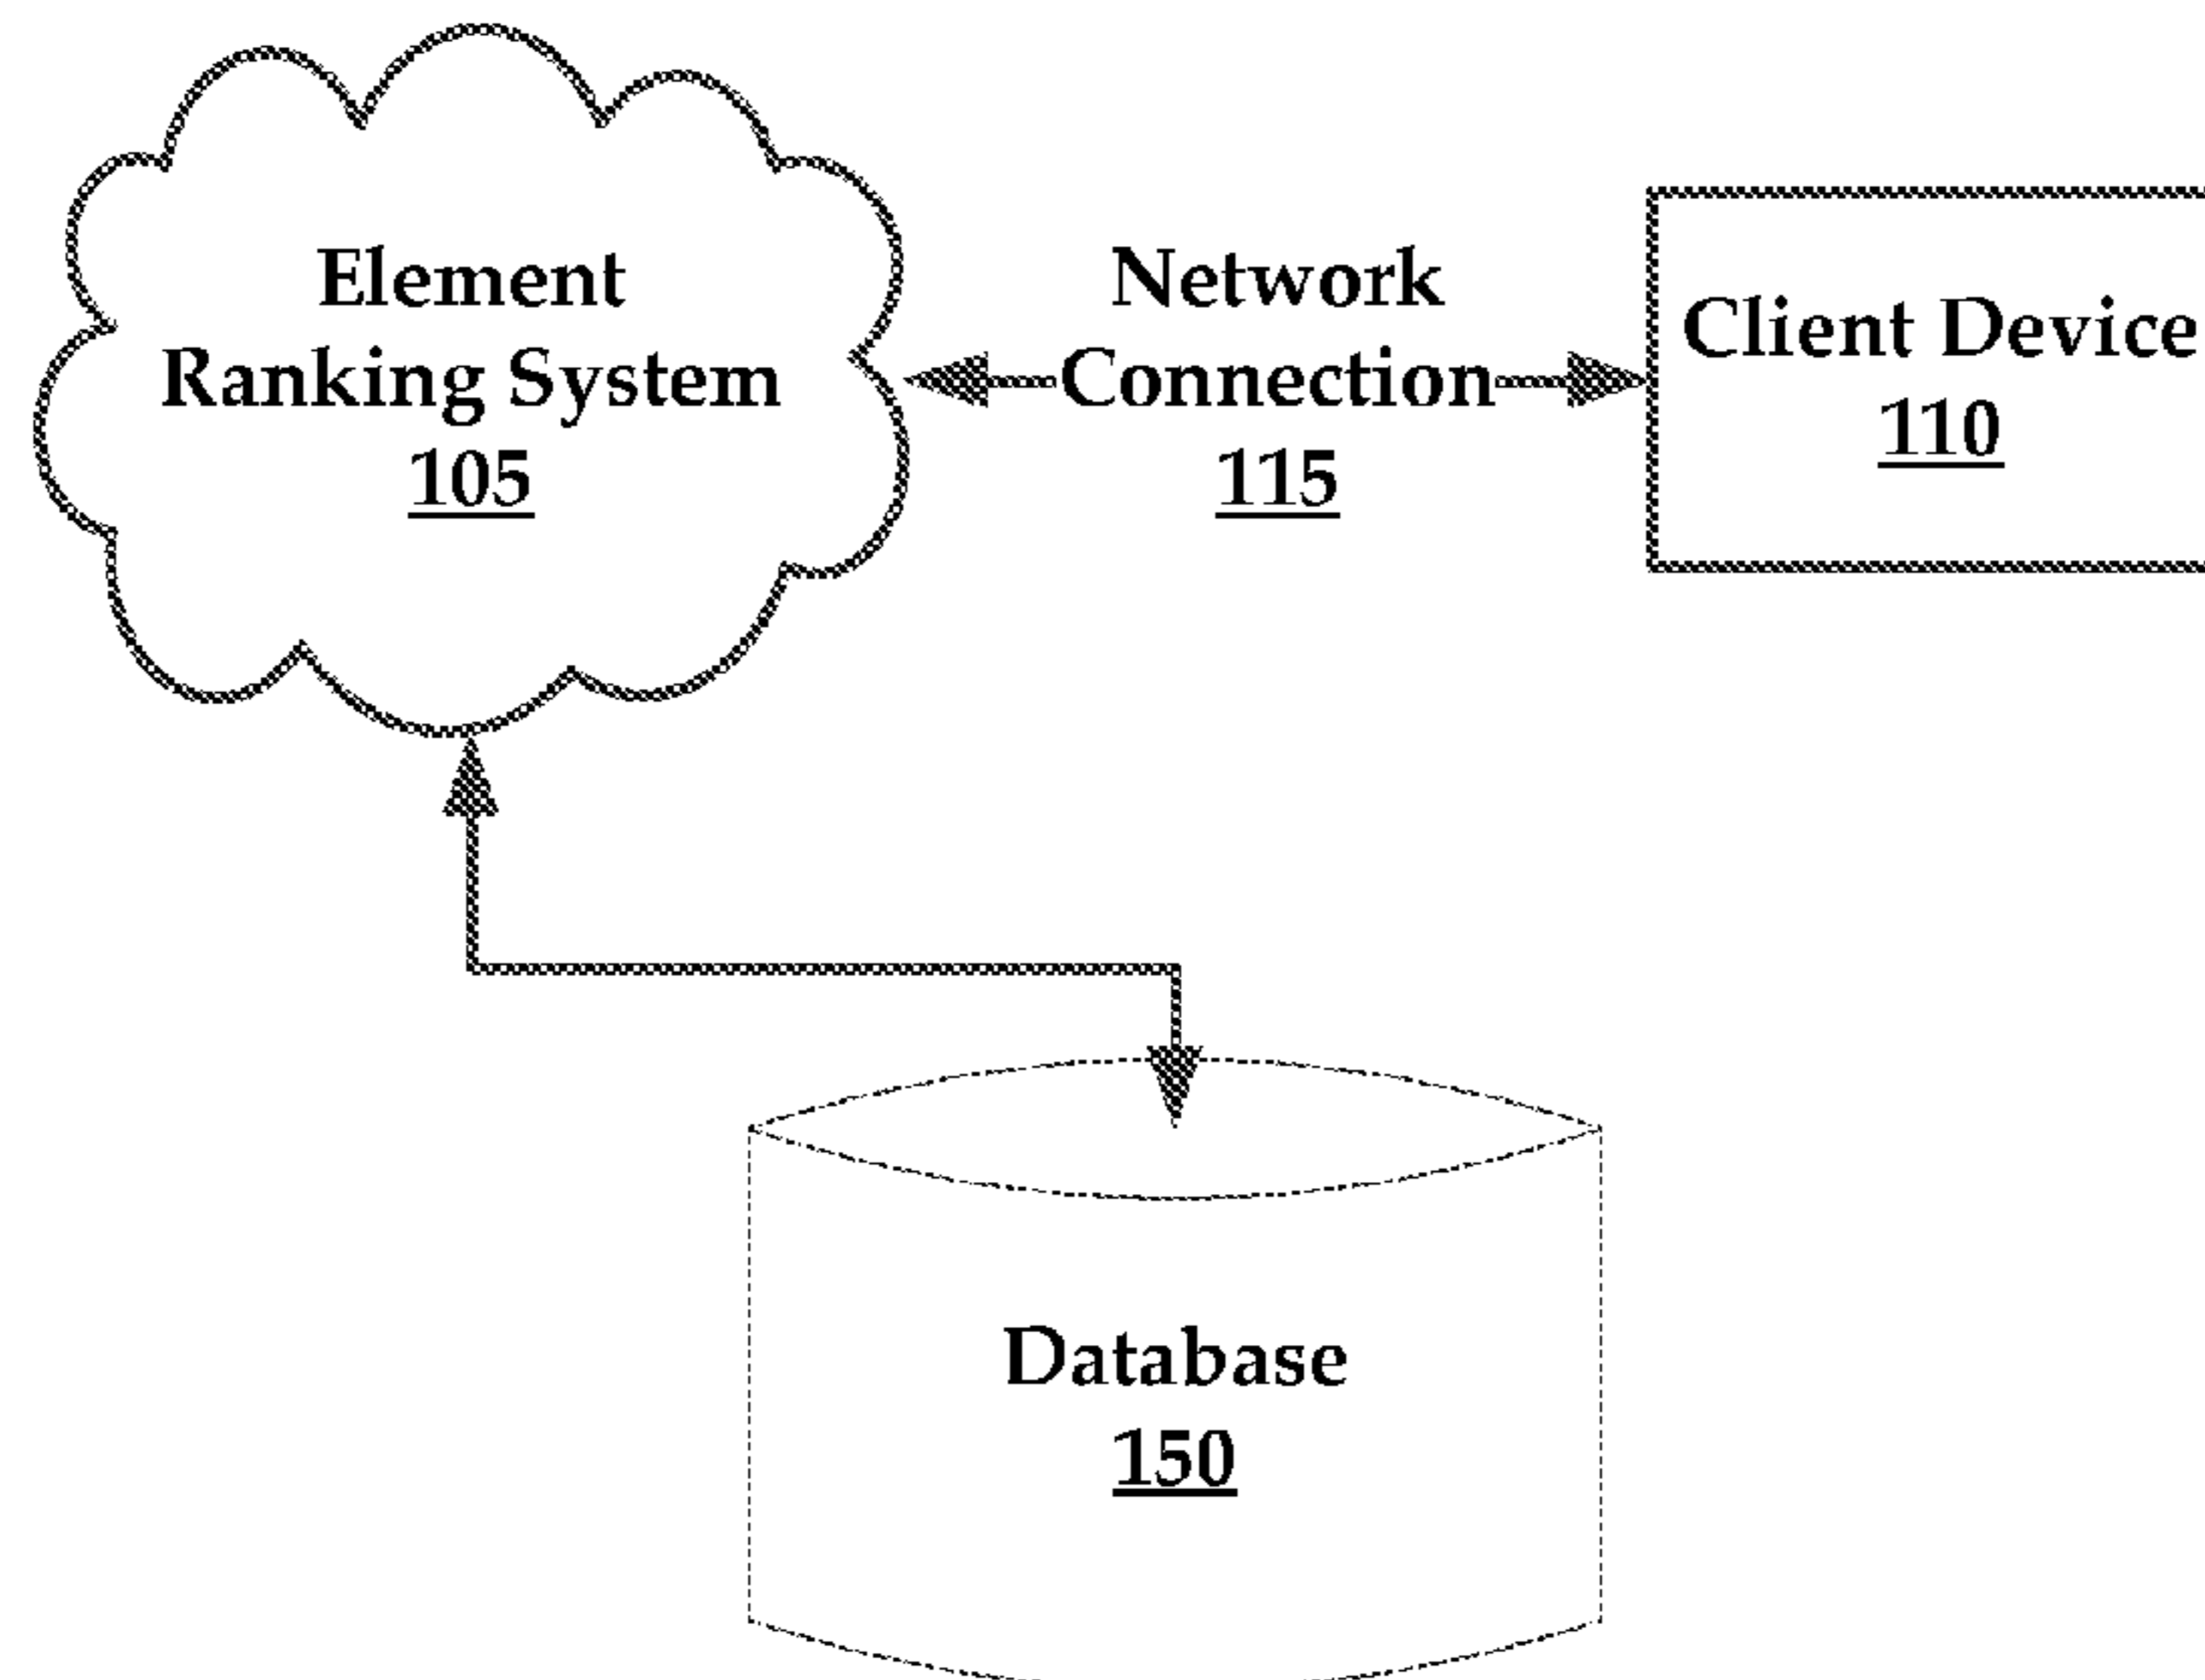 Element
Ranking System
105
Network
Connection
115
Client Device
110
Database
150